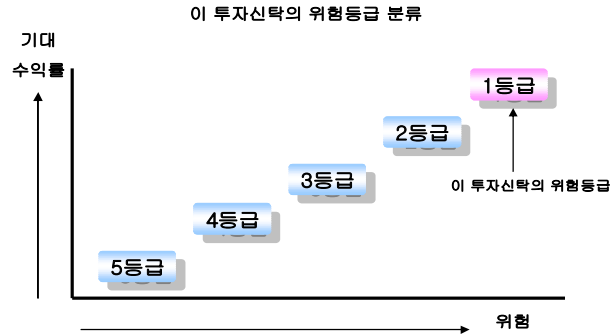 이 투자신탁의 위험등급 분류
기대
수익률
1등급
2등급
3등급
이 투자신탁의 위험등급
4등급
5등급
위험